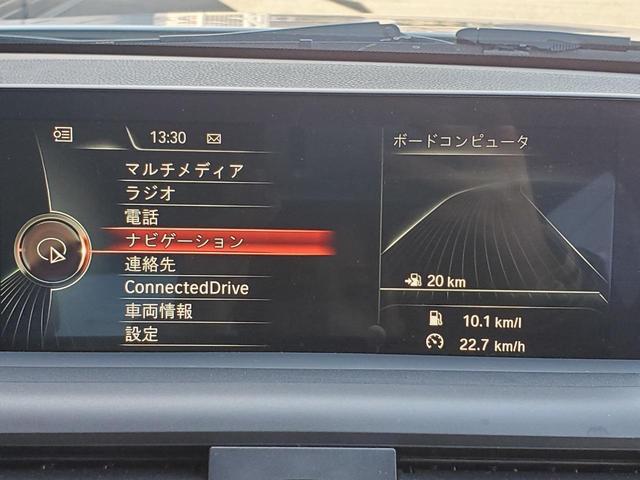 13:30
マルチメディア
ラジオ
電話
ナビゲーション
連絡先
ConnectedDrive
車両情報
設定
ボードコンピュータ
20 km
10.1 km/l
22.7 km/h